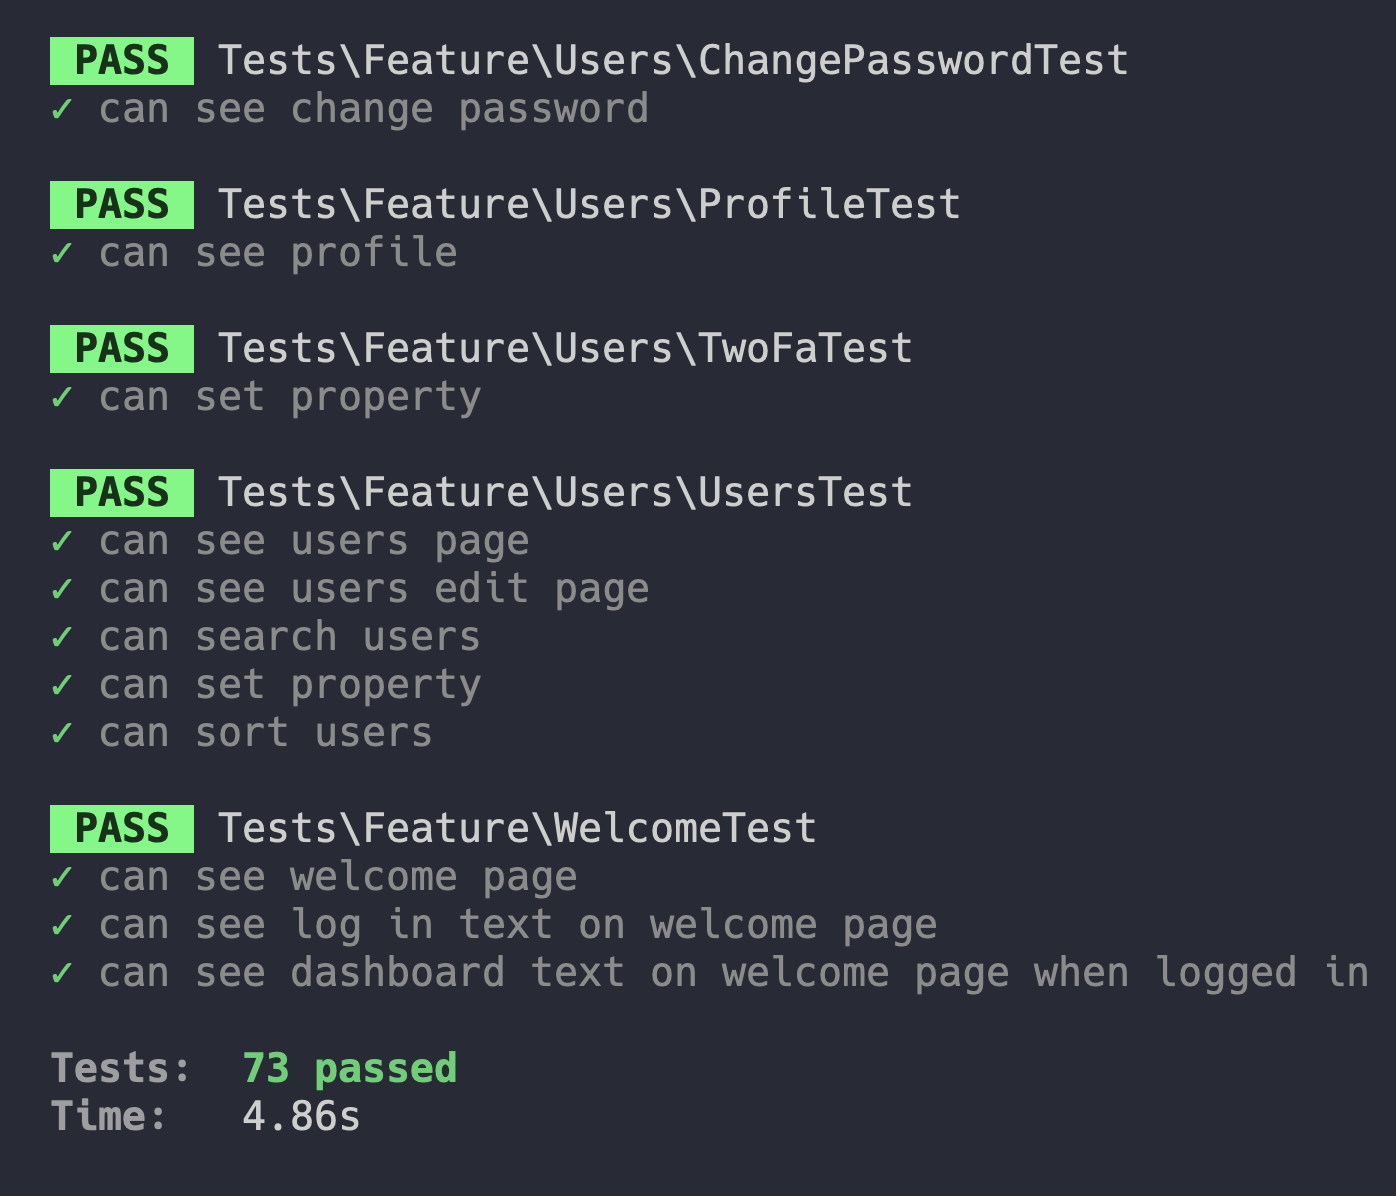 PASS Tests\Feature\Users\ChangePasswordTest
✓ can see change password
PASS Tests\Feature\Users\ProfileTest
✓ can see profile
PASS Tests\Feature\Users\TwoFaTest
✓ can set property
PASS Tests\Feature\Users\UsersTest
✓ can see users page
✓ can see users edit page
✓ can search users
✓ can set property
✓ can sort users
PASS Tests\Feature\WelcomeTest
✓ can see welcome page
✓ can see log in text on welcome page
✓ can see dashboard text on welcome page when logged in
Tests: 73 passed
Time: 4.86s